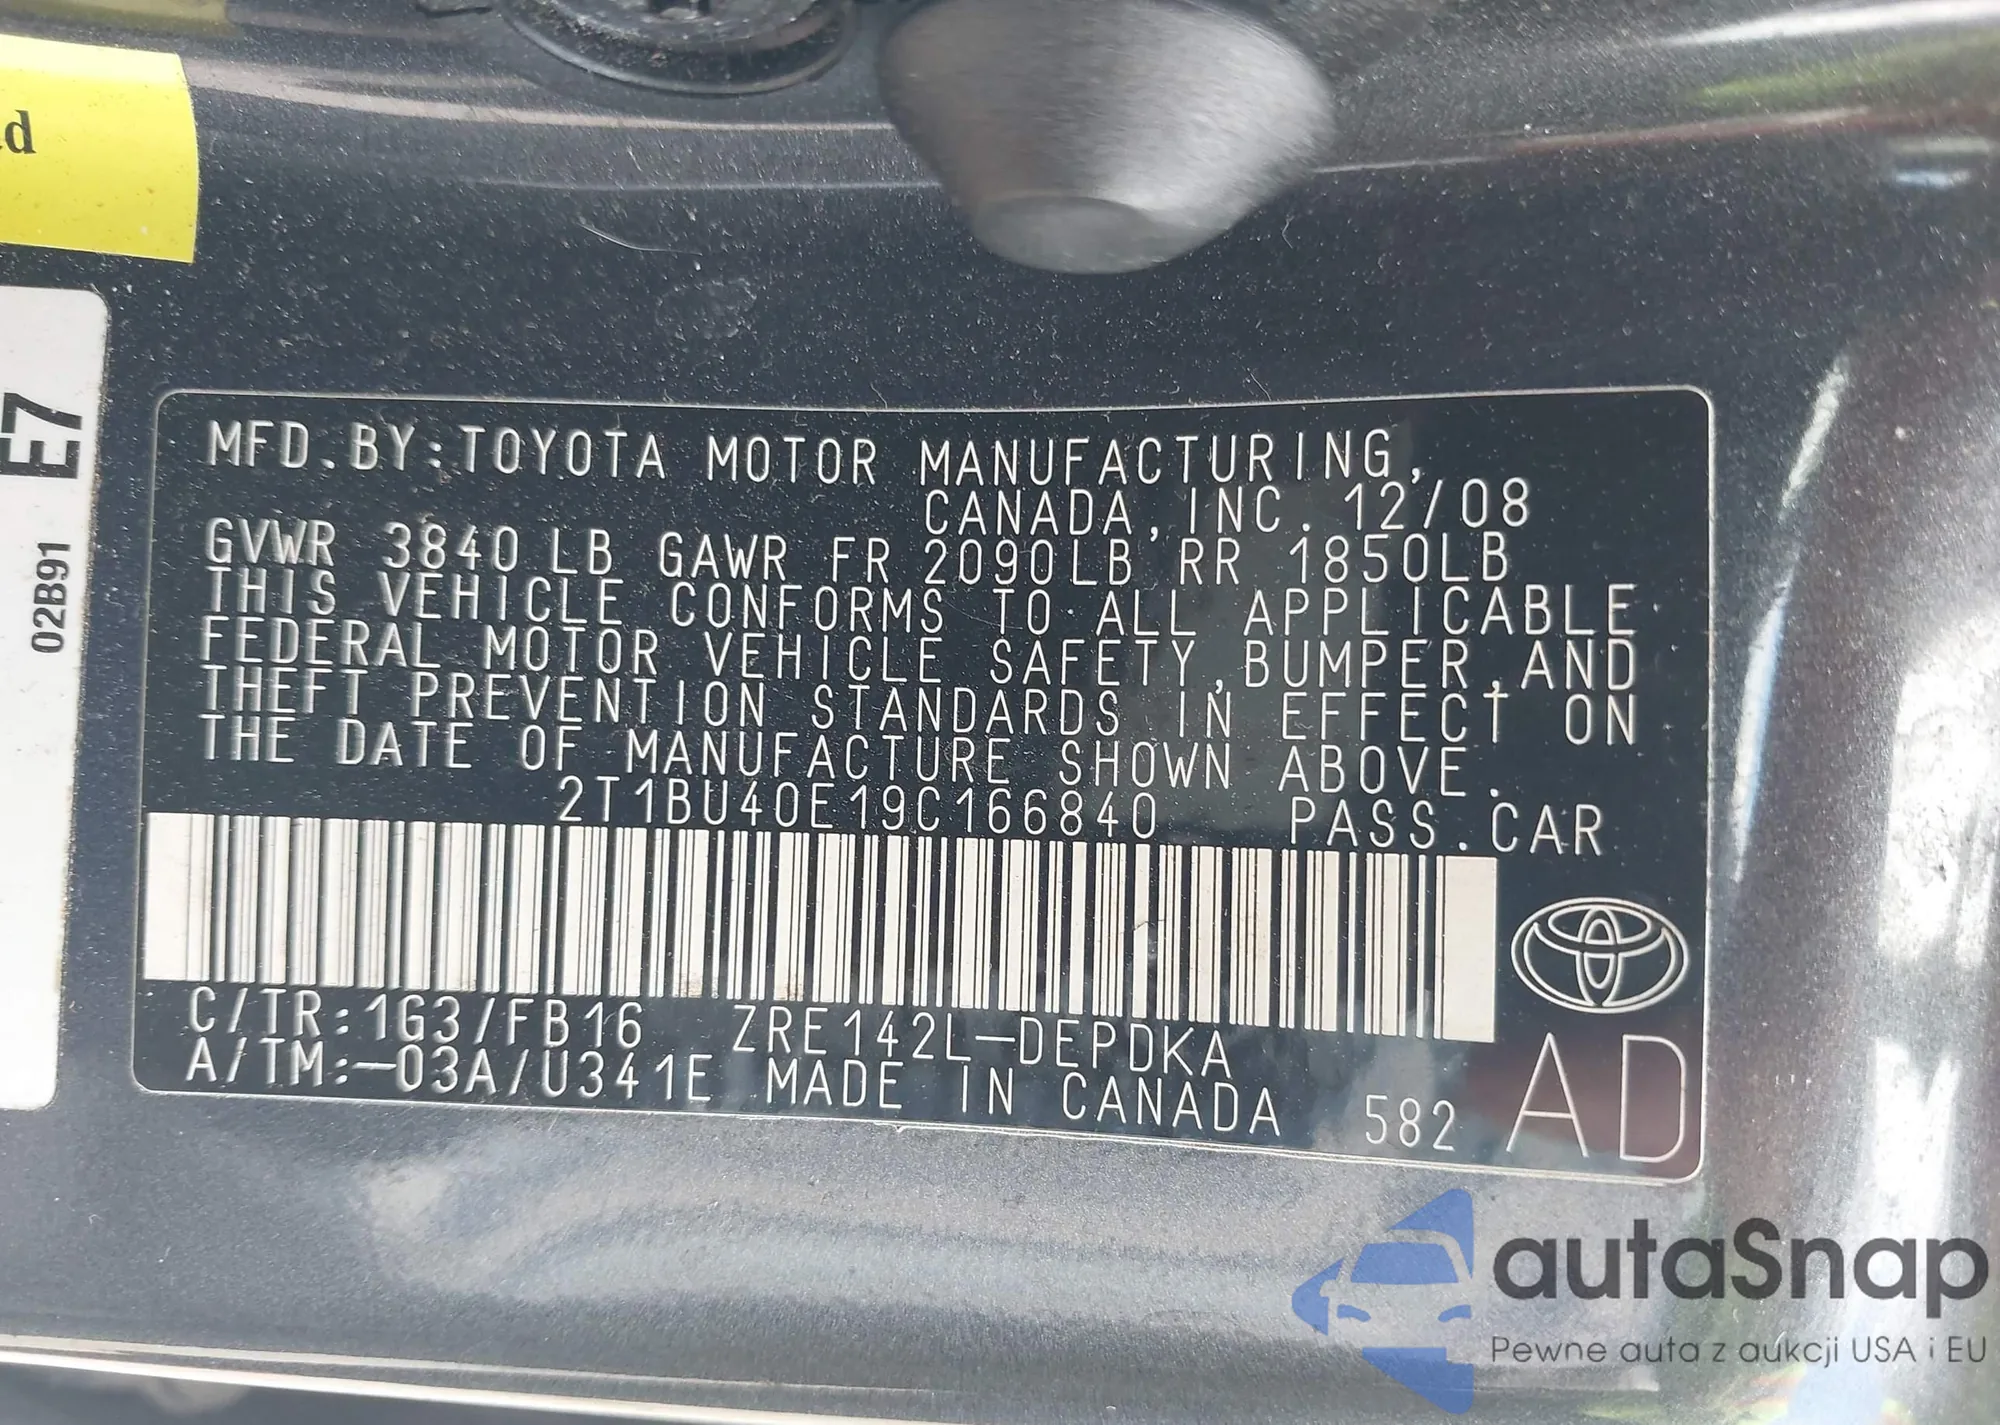 ad
E7
02B91
MFD.BY:TOYOTA MOTOR MANUFACTURING,
CANADA,INC. 12/08
GVWR 3840 LB GAWR FR 2090LB RR 1850LB
THIS VEHICLE CONFORMS TO ALL APPLICABLE
FEDERAL MOTOR VEHICLE SAFETY,BUMPER,AND
THEFT PREVENTION STANDARDS IN EFFECT ON
THE DATE OF MANUFACTURE SHOWN ABOVE.
2T1BU40E19C166840 PASS.CAR
C/TR:1G3/FB16 ZRE142L-DEPDKA
A/TM:-03A/U341E MADE IN CANADA 582 AD
autaSnap
Pewne auta z aukcji USA i EU